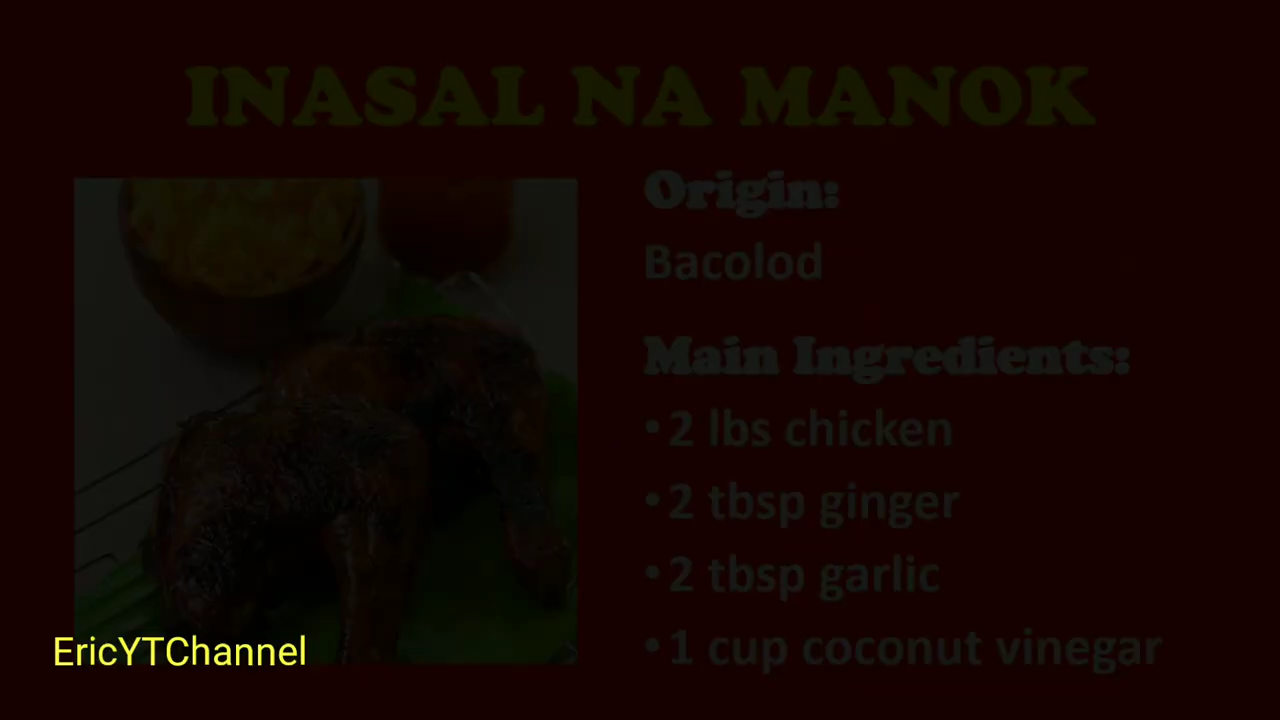 INASAL NA MANOK
Origin:
Bacolod
Main Ingredients:
•2 lbs chicken
•2 tbsp ginger
•2 tbsp garlic
•1 cup coconut vinegar
EricYTChannel